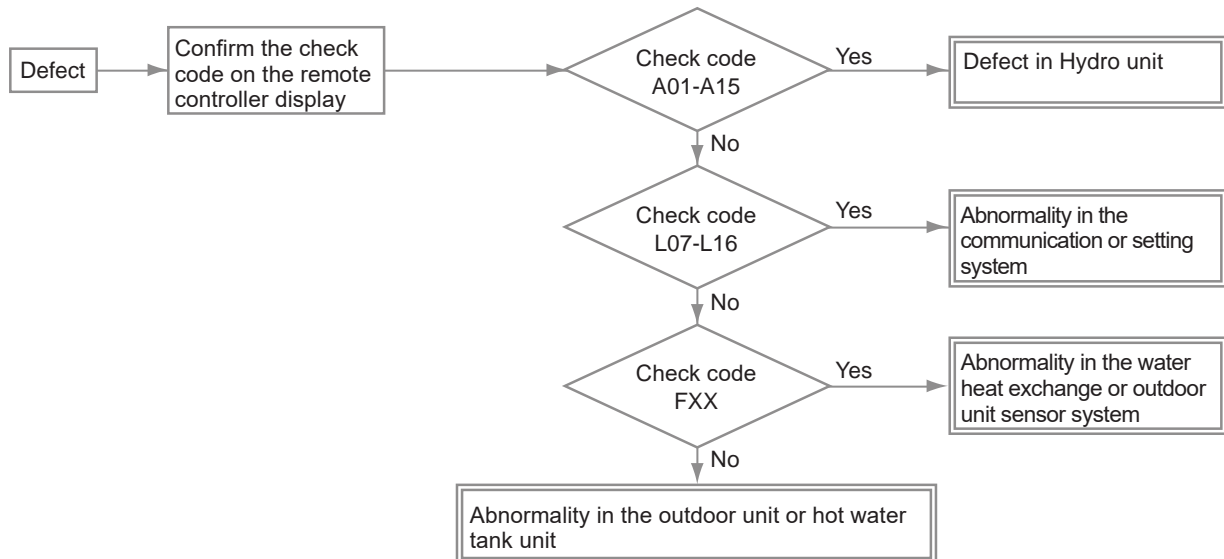 Defect
Confirm the check
code on the remote
controller display
Check code
A01-A15
Yes
Defect in Hydro unit
No
Check code
L07-L16
Yes
Abnormality in the
communication or setting
system
No
Check code
FXX
Yes
Abnormality in the water
heat exchange or outdoor
unit sensor system
No
Abnormality in the outdoor unit or hot water
tank unit